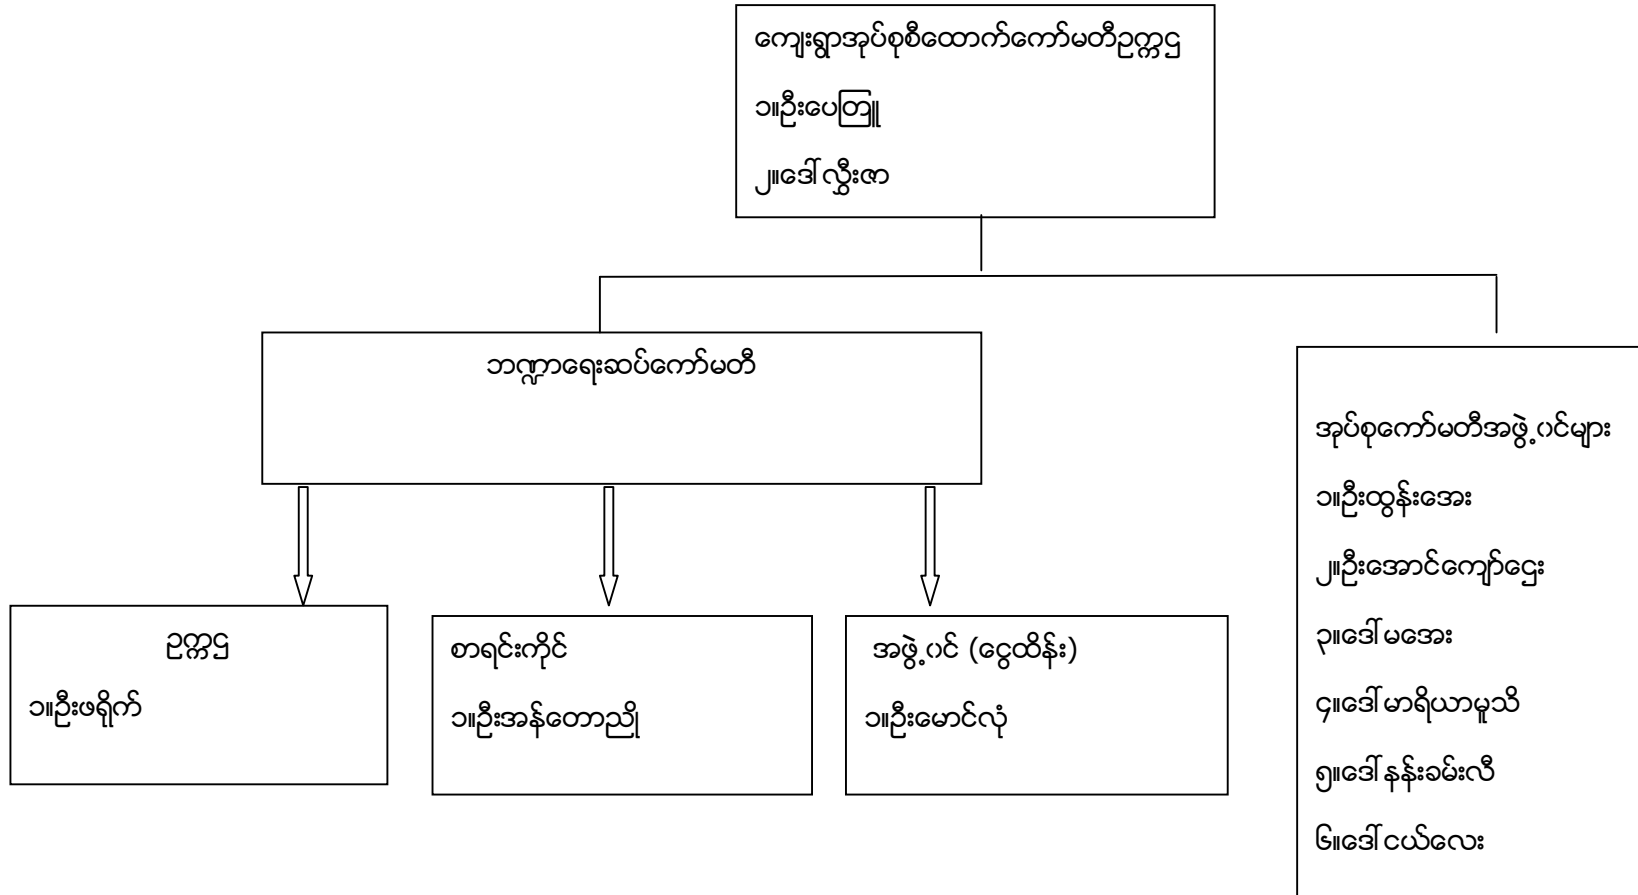 ကျေးရွာအုပ်စုစီထောက်ကော်မတီဥက္ကဌ
၁။ဦးပေတြူ
၂။ဒေါ်လွှီးဇာ
ဘဏ္ဍာရေးဆပ်ကော်မတီ
အုပ်စုကော်မတီအဖွဲ့၀င်များ
၁။ဦးထွန်းအေး
၂။ဦးအောင်ကျော်ဌေး
၃။ဒေါ်မအေး
၄။ဒေါ်မာရိယာမူသိ
၅။ဒေါ်နန်းခမ်းလီ
၆။ဒေါ်ငယ်လေး
ဥက္ကဌ
၁။ဦးဖရိုက်
စာရင်းကိုင်
၁။ဦးအန်တောညို
အဖွဲ့၀င် (ငွေထိန်း)
၁။ဦးမောင်လုံ